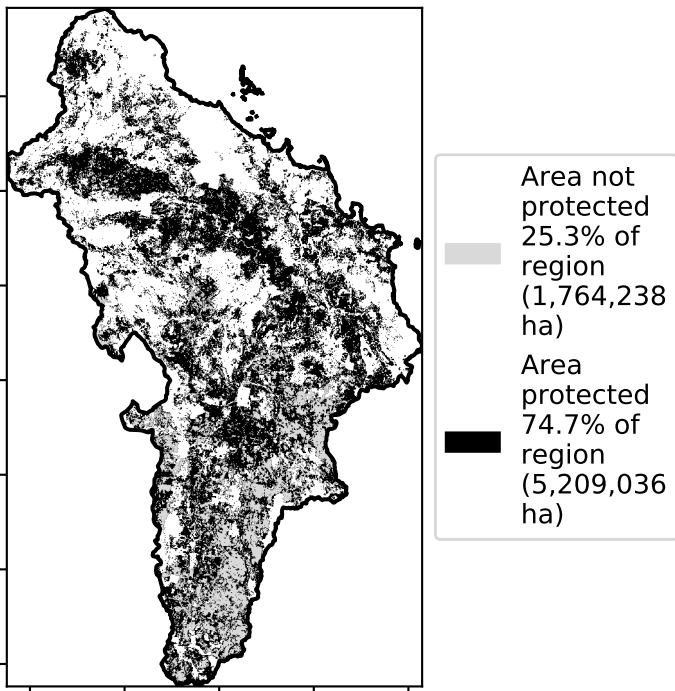 Area not
protected
25.3% of
region
(1,764,238
ha)
Area
protected
74.7% of
region
(5,209,036
ha)